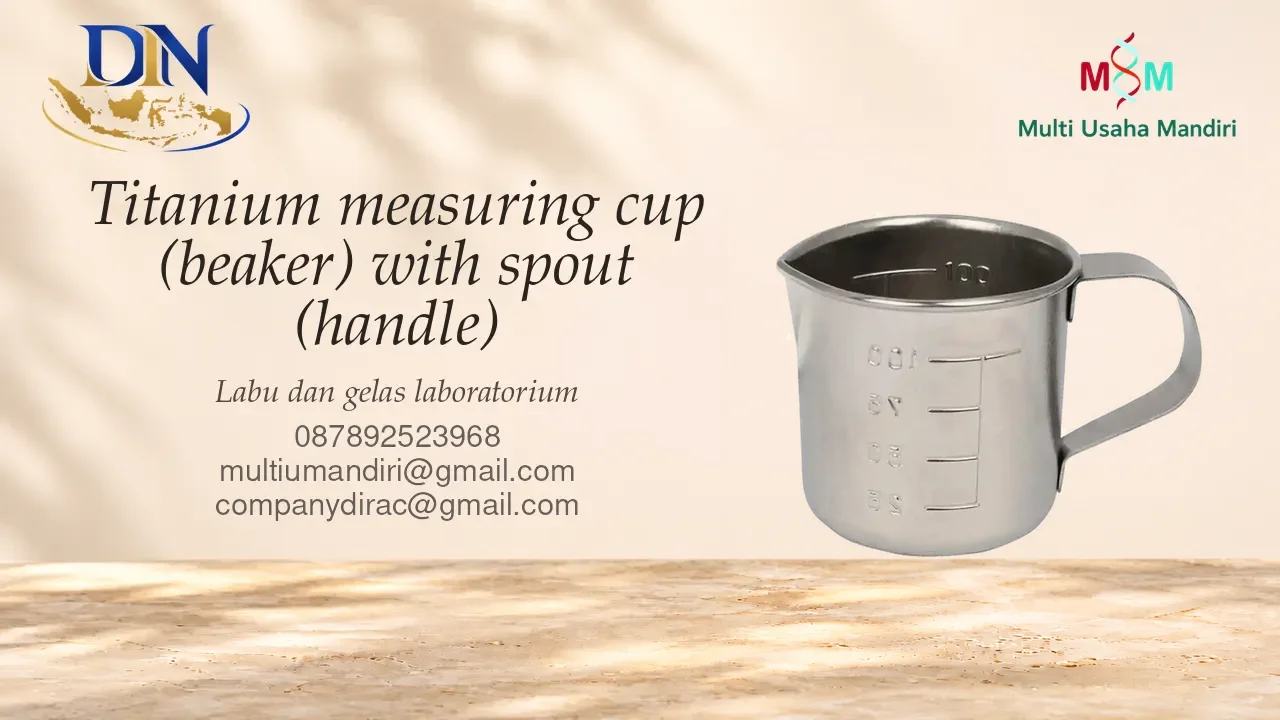 DN
M M
Multi Usaha Mandiri
Titanium measuring cup
(beaker) with spout
(handle)
Labu dan gelas laboratorium
087892523968
multiumandiri@gmail.com
companydirac@gmail.com
100
100
75
50
25